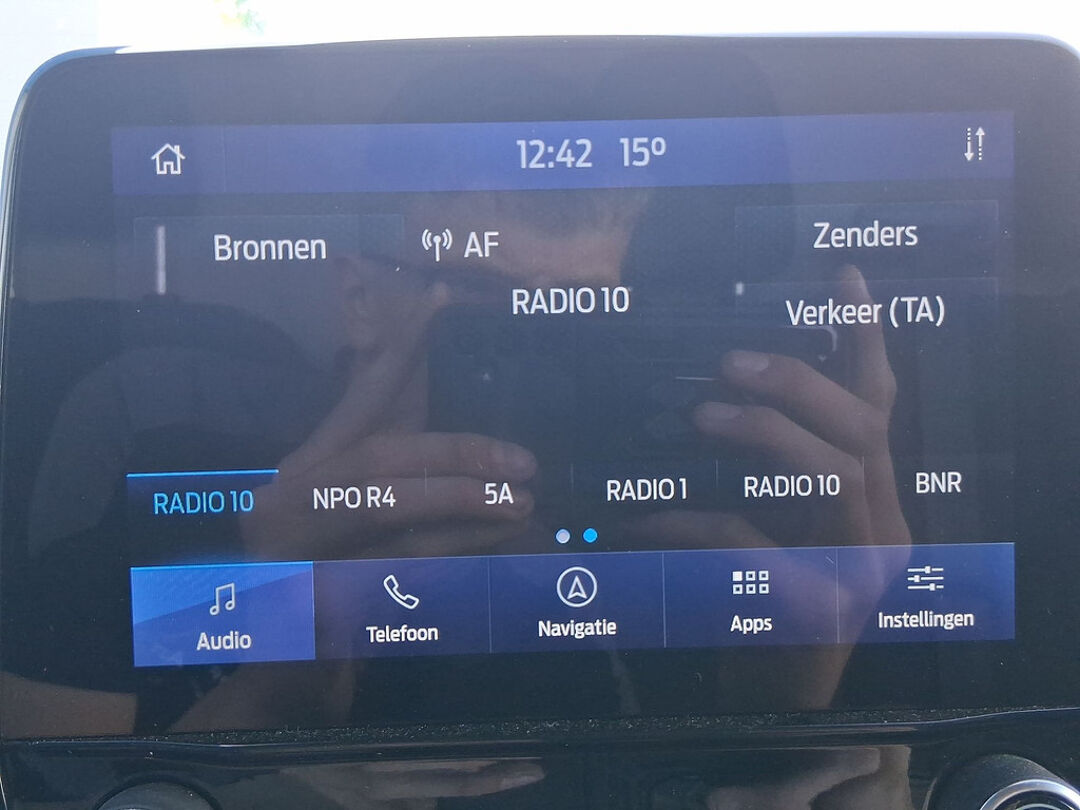 12:42 15º
Bronnen
AF
Zenders
RADIO 10
Verkeer (TA)
RADIO 10 NPO R4 5A RADIO 1 RADIO 10 BNR
Audio Telefoon Navigatie Apps Instellingen